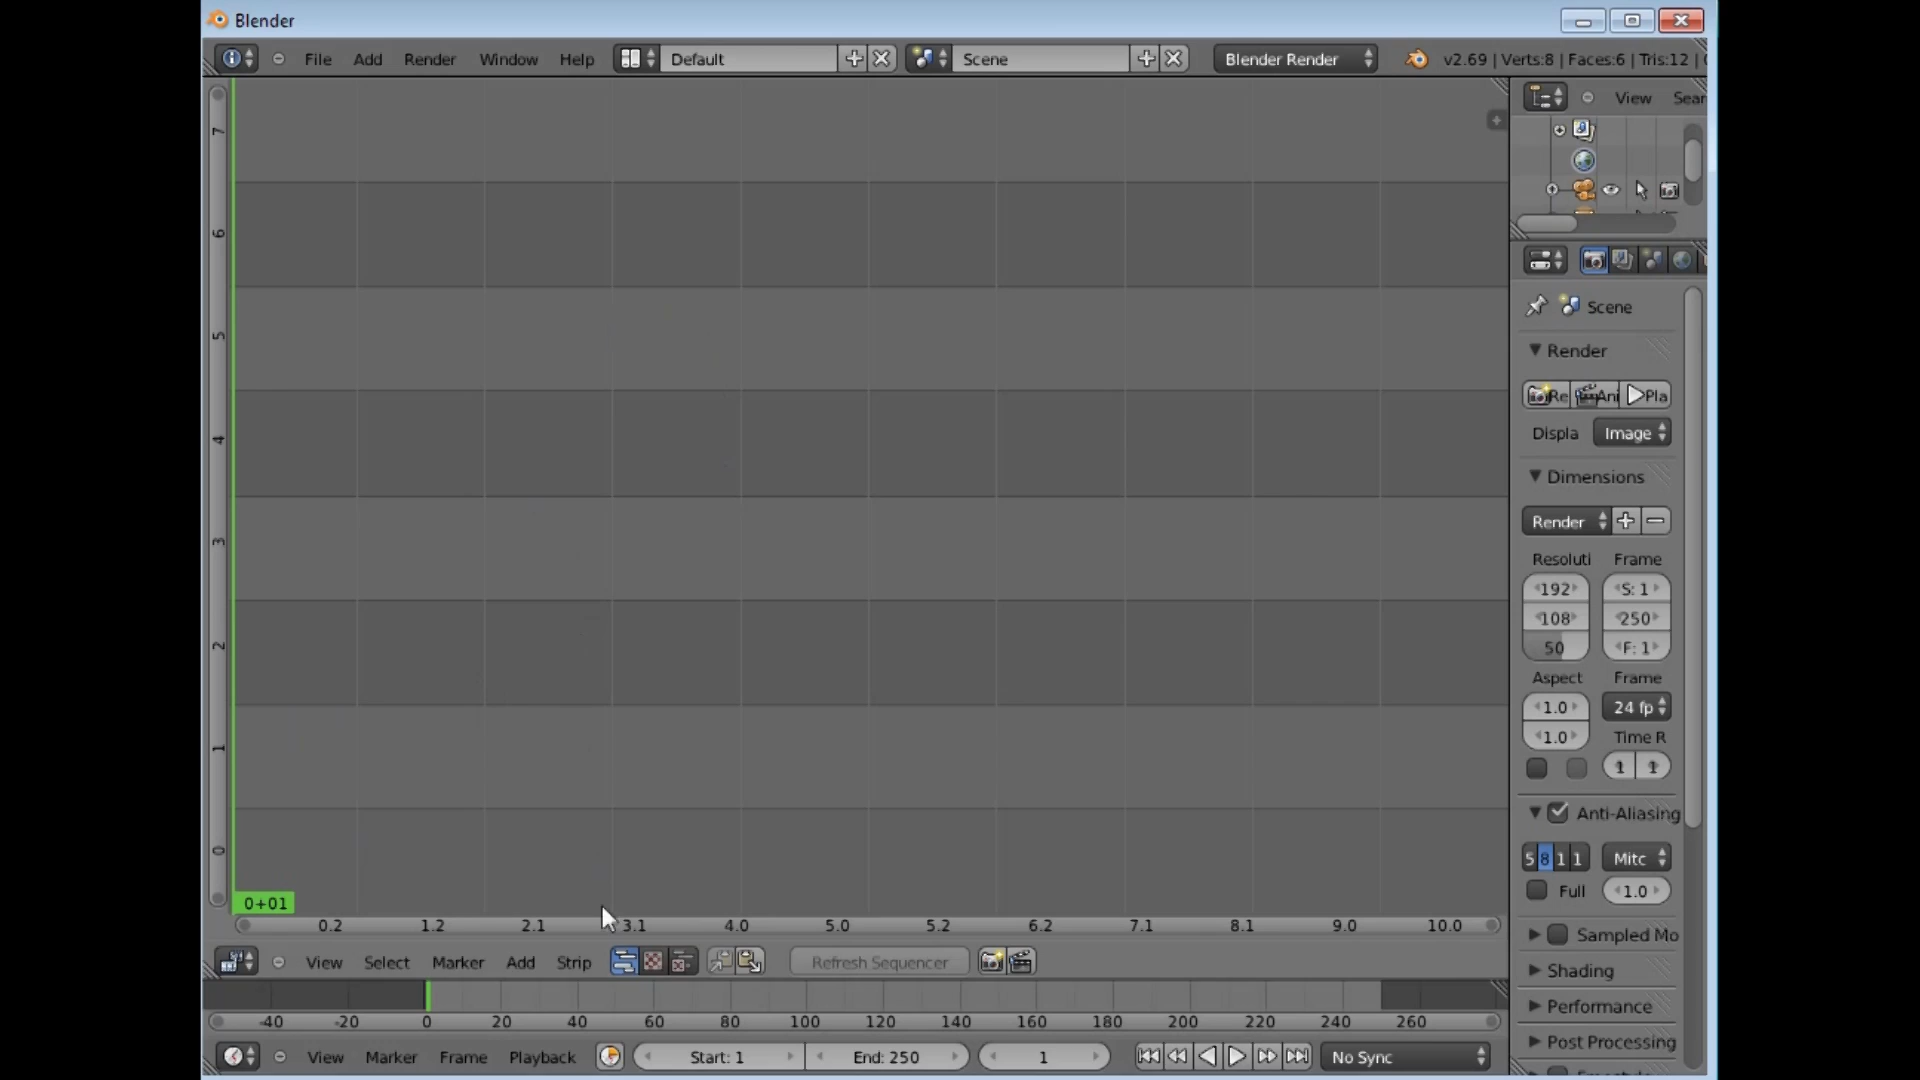 Blender
File Add Render Window Help Default Scene Blender Render v2.69 | Verts:8 | Faces:6 | Tris:12 |
View Sear
7
6
5
4
3
2
1
0
Scene
Render
Re Ani Pla
Displa Image
Dimensions
Render
Resoluti Frame
192 S: 1
108 250
50 F: 1
Aspect Frame
1.0 24 fp
1.0 Time R
1 1
Anti-Aliasing
5 8 1 1 Mitc
Full 1.0
Sampled Mo
Shading
Performance
Post Processing
0+01
0.2 1.2 2.1 3.1 4.0 5.0 5.2 6.2 7.1 8.1 9.0 10.0
View Select Marker Add Strip Refresh Sequencer
-40 -20 0 20 40 60 80 100 120 140 160 180 200 220 240 260
View Marker Frame Playback Start: 1 End: 250 1 No Sync